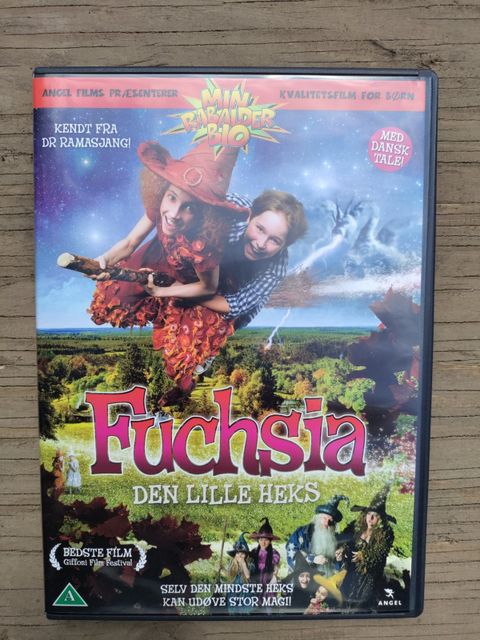 ANGEL FILMS PRÆSENTERER
KVALITETSFILM FOR BØRN
MIN
RABALDER
BIO
KENDT FRA
DR RAMASJANG!
MED
DANSK
TALE!
Fuchsia
DEN LILLE HEKS
BEDSTE FILM
Giffoni Film Festival
A
SELV DEN MINDSTE HEKS
KAN UDØVE STOR MAGI!
ANGEL